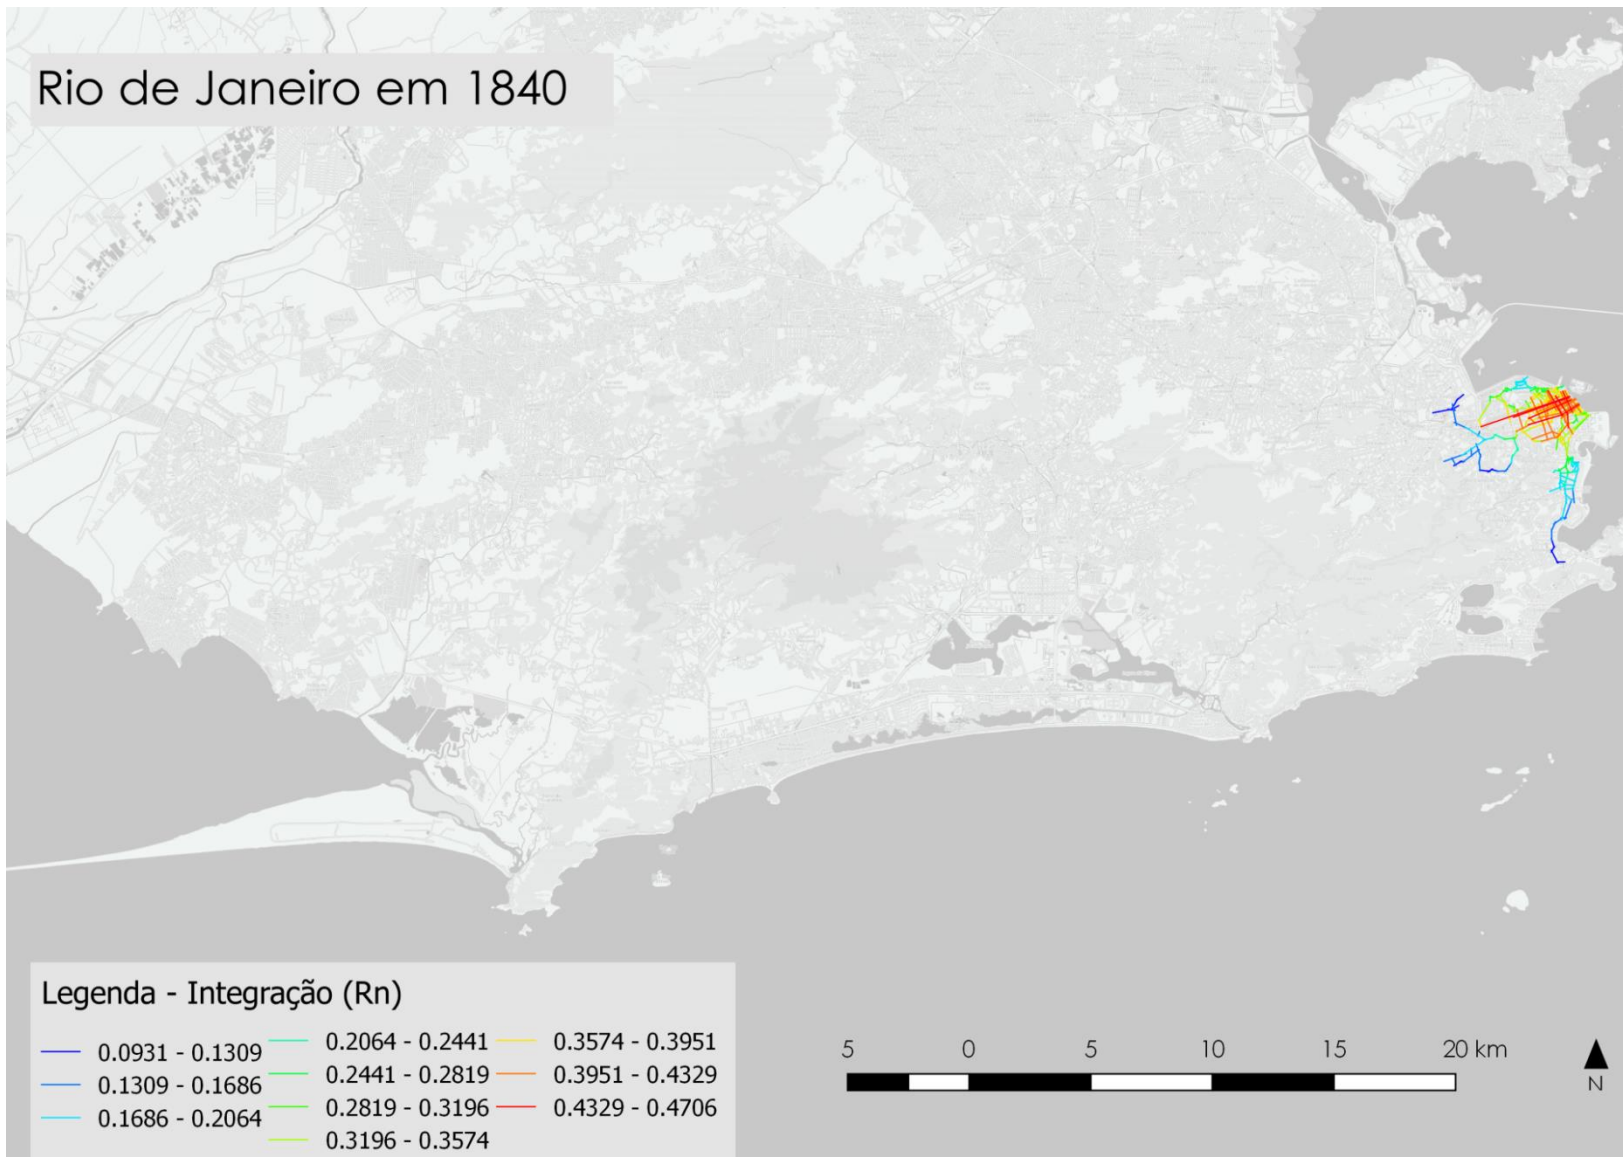 Rio de Janeiro em 1840
Legenda - Integração (Rn)
0.0931 - 0.1309
0.1309 - 0.1686
0.1686 - 0.2064
0.2064 - 0.2441
0.2441 - 0.2819
0.2819 - 0.3196
0.3196 - 0.3574
0.3574 - 0.3951
0.3951 - 0.4329
0.4329 - 0.4706
5 0 5 10 15 20 km
N